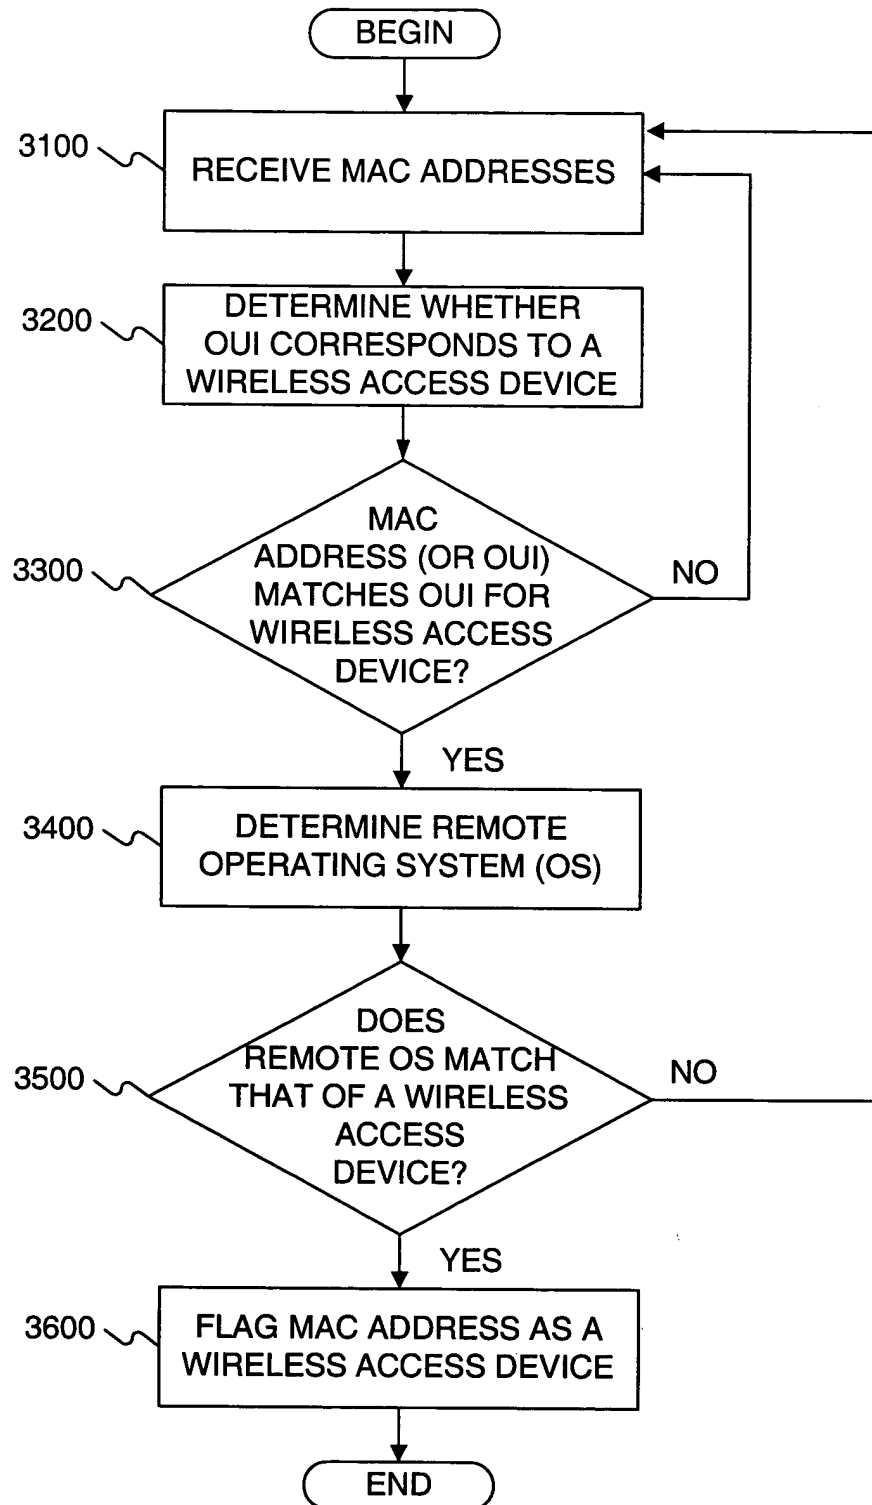 BEGIN
3100
RECEIVE MAC ADDRESSES
3200
DETERMINE WHETHER
OUI CORRESPONDS TO A
WIRELESS ACCESS DEVICE
3300
MAC
ADDRESS (OR OUI)
MATCHES OUI FOR
WIRELESS ACCESS
DEVICE?
NO
YES
3400
DETERMINE REMOTE
OPERATING SYSTEM (OS)
3500
DOES
REMOTE OS MATCH
THAT OF A WIRELESS
ACCESS
DEVICE?
NO
YES
3600
FLAG MAC ADDRESS AS A
WIRELESS ACCESS DEVICE
END